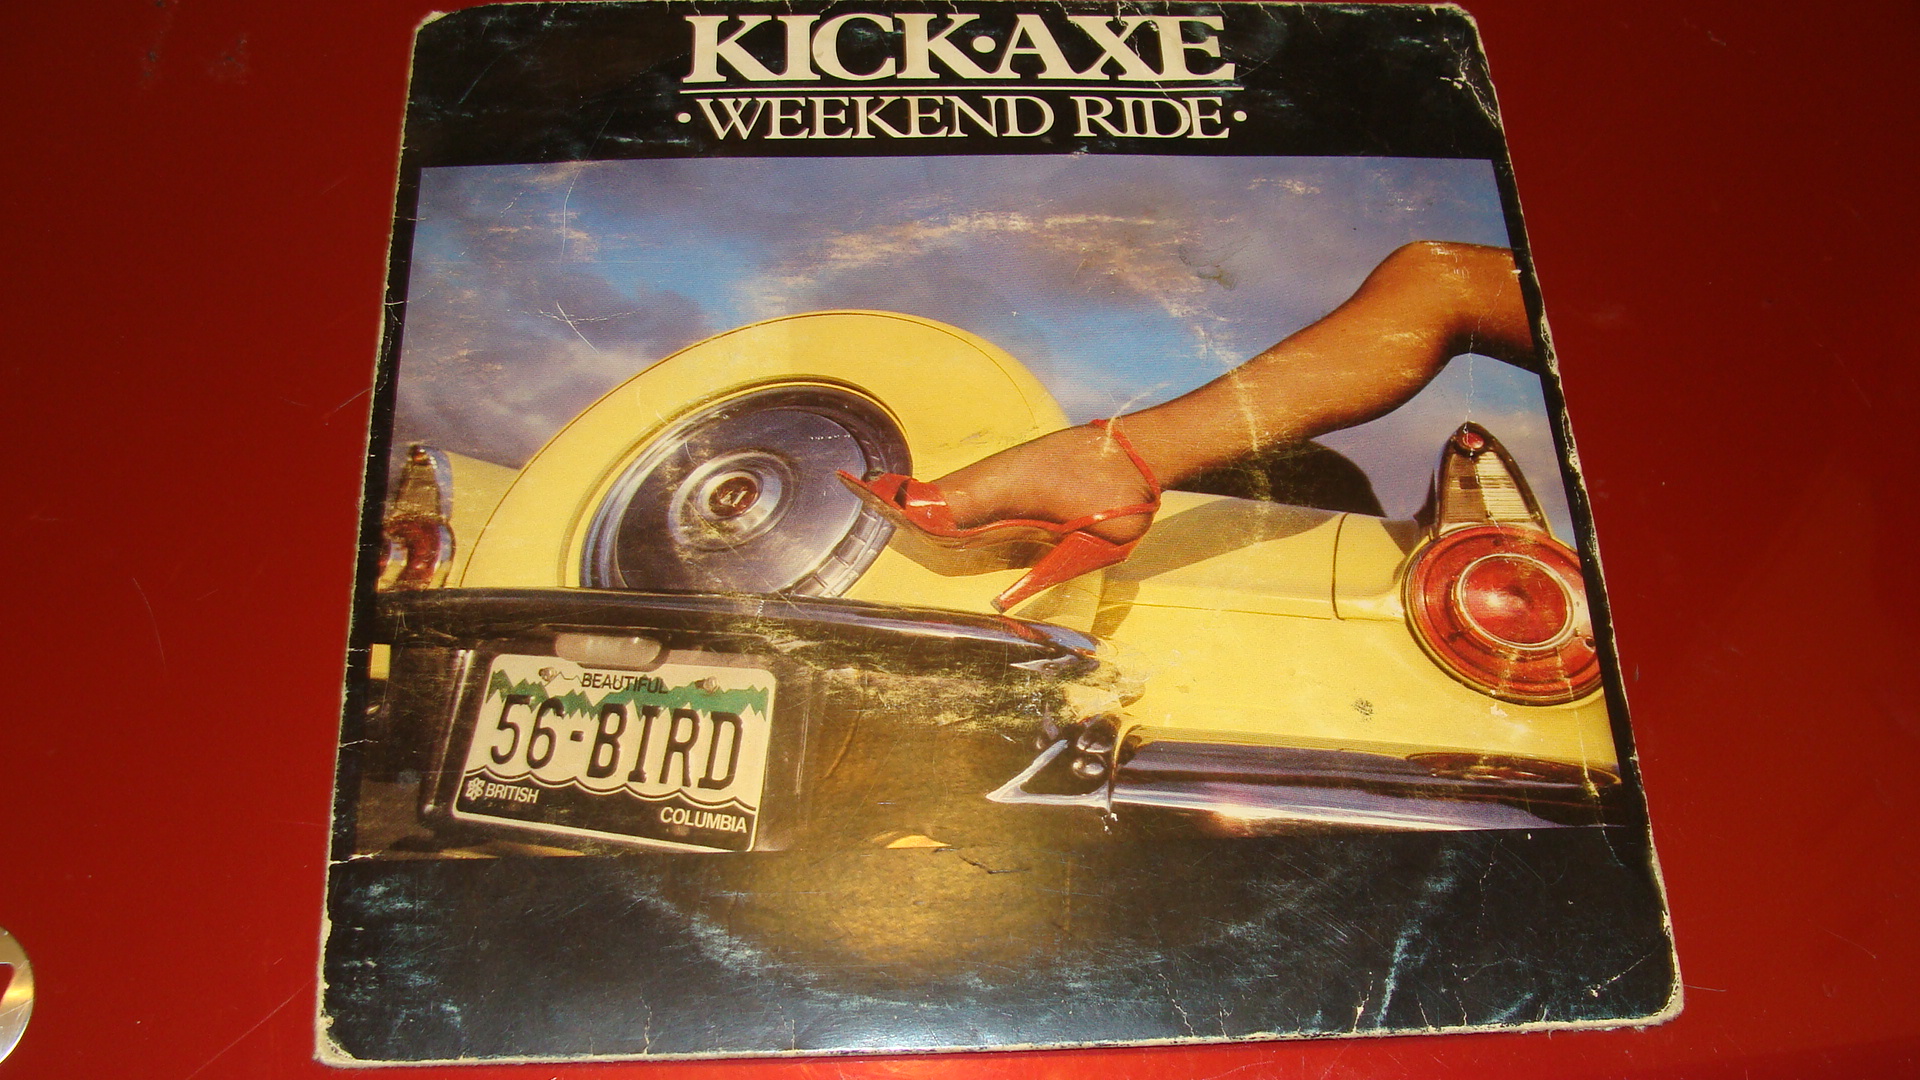 KICK•AXE
•WEEKEND RIDE•
BEAUTIFUL
56-BIRD
BRITISH
COLUMBIA